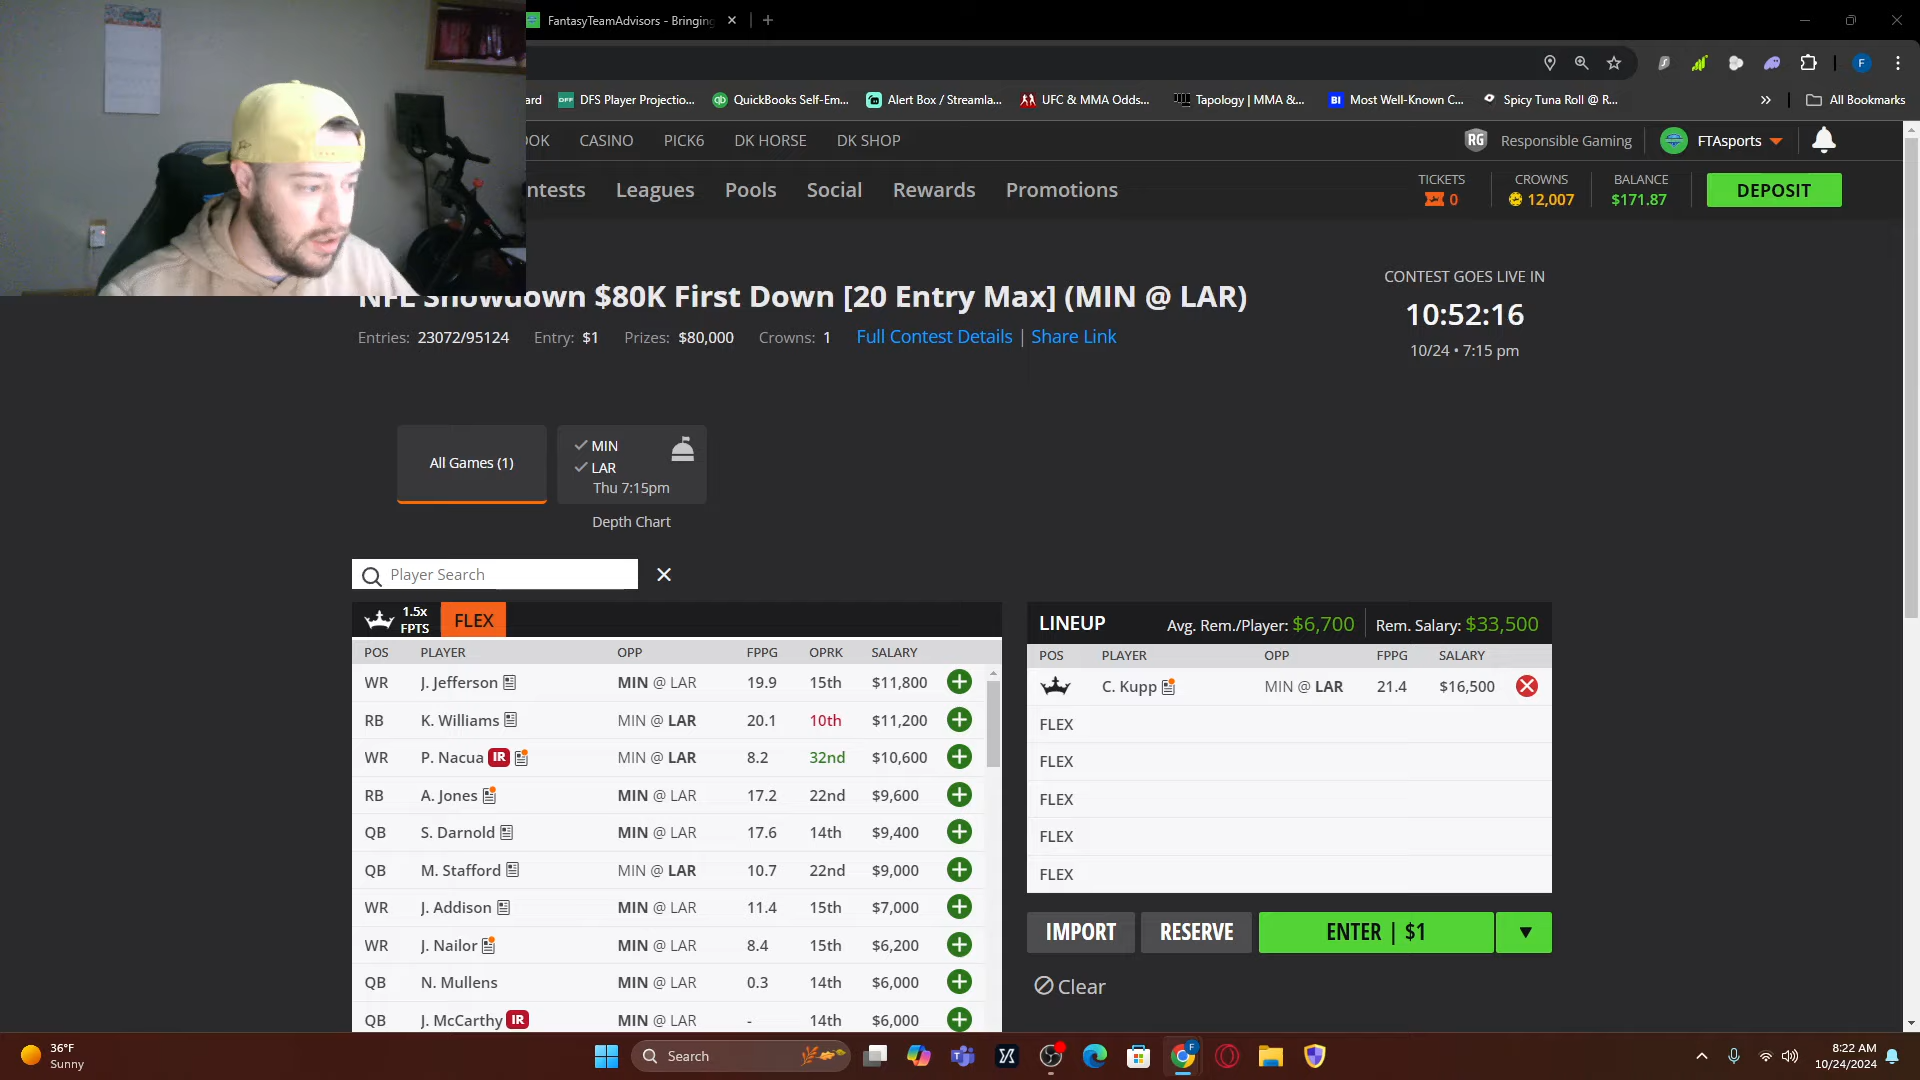 FantasyTeamAdvisors - Bringing
ard
DFS Player Projectio...
QuickBooks Self-Em...
Alert Box / Streamla...
UFC & MMA Odds...
Tapology | MMA &...
BI Most Well-Known C...
Spicy Tuna Roll @ R...
»
All Bookmarks
OK CASINO PICK6 DK HORSE DK SHOP
RG Responsible Gaming
FTAsports
ntests Leagues Pools Social Rewards Promotions
TICKETS
0
CROWNS
12,007
BALANCE
$171.87
DEPOSIT
NFL Showdown $80K First Down [20 Entry Max] (MIN @ LAR)
Entries: 23072/95124 Entry: $1 Prizes: $80,000 Crowns: 1 Full Contest Details | Share Link
CONTEST GOES LIVE IN
10:52:16
10/24 • 7:15 pm
All Games (1)
MIN
LAR
Thu 7:15pm
Depth Chart
Player Search
1.5x
FPTS
FLEX
POS PLAYER OPP FPPG OPRK SALARY
WR J. Jefferson MIN @ LAR 19.9 15th $11,800
RB K. Williams MIN @ LAR 20.1 10th $11,200
WR P. Nacua IR MIN @ LAR 8.2 32nd $10,600
RB A. Jones MIN @ LAR 17.2 22nd $9,600
QB S. Darnold MIN @ LAR 17.6 14th $9,400
QB M. Stafford MIN @ LAR 10.7 22nd $9,000
WR J. Addison MIN @ LAR 11.4 15th $7,000
WR J. Nailor MIN @ LAR 8.4 15th $6,200
QB N. Mullens MIN @ LAR 0.3 14th $6,000
QB J. McCarthy IR MIN @ LAR - 14th $6,000
LINEUP Avg. Rem./Player: $6,700 Rem. Salary: $33,500
POS PLAYER OPP FPPG SALARY
C. Kupp MIN @ LAR 21.4 $16,500
FLEX
FLEX
FLEX
FLEX
FLEX
IMPORT RESERVE ENTER | $1
Clear
36°F
Sunny
Search
8:22 AM
10/24/2024